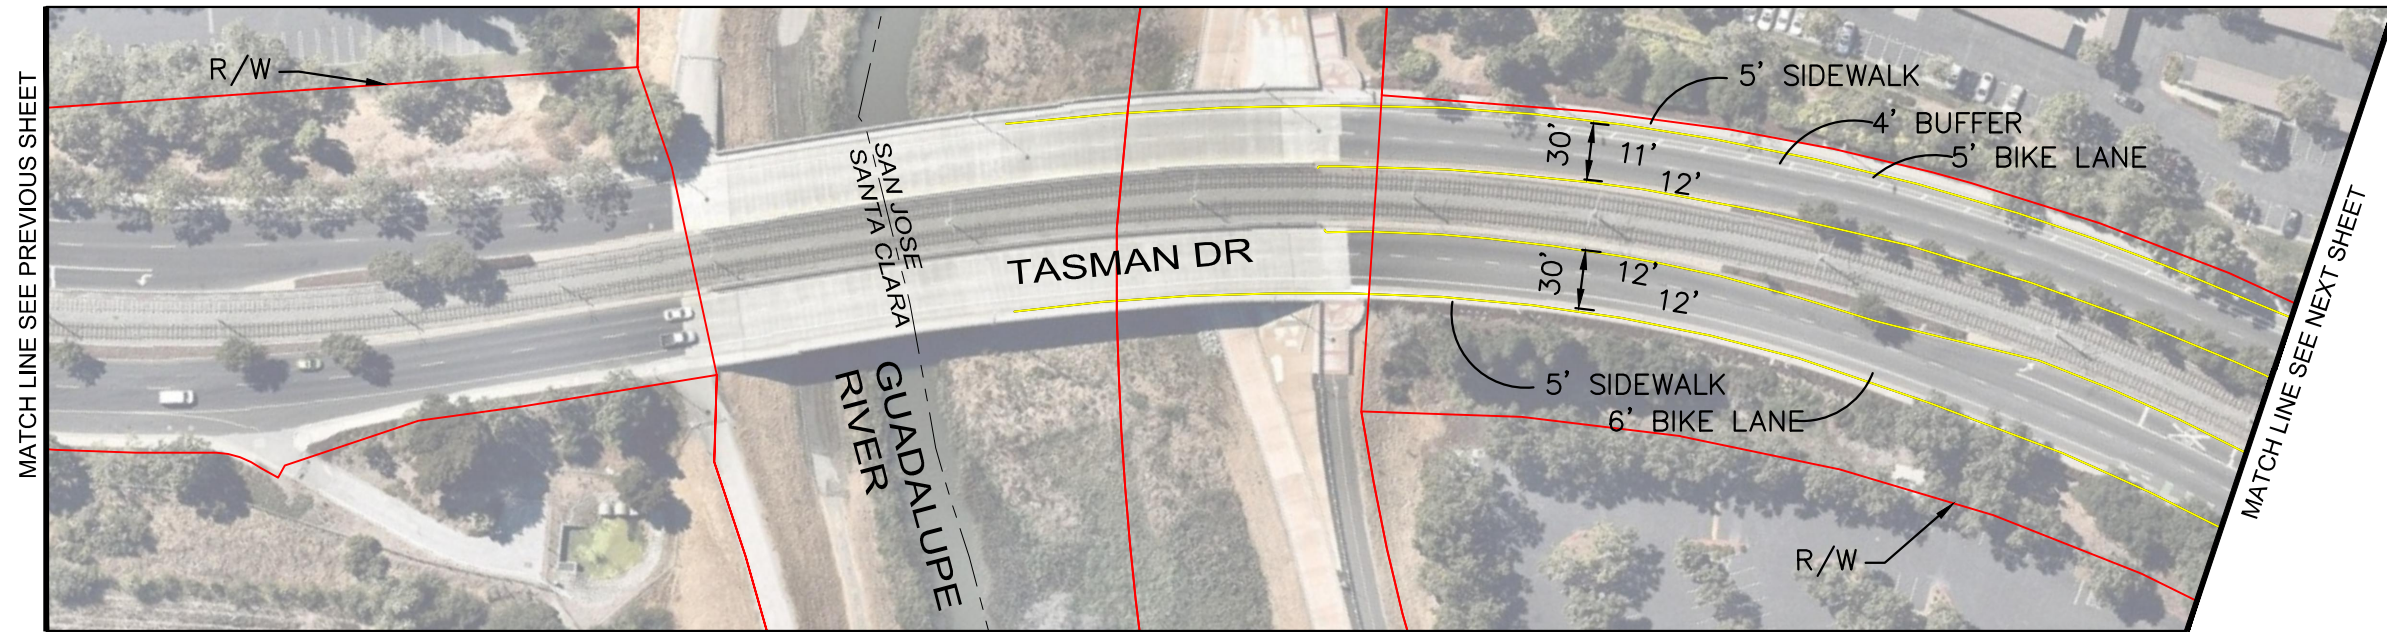 MATCH LINE SEE PREVIOUS SHEET
R/W
5' SIDEWALK
4' BUFFER
5' BIKE LANE
30'
11'
12'
SAN JOSE
SANTA CLARA
TASMAN DR
30'
12'
12'
GUADALUPE
RIVER
5' SIDEWALK
6' BIKE LANE
R/W
MATCH LINE SEE NEXT SHEET